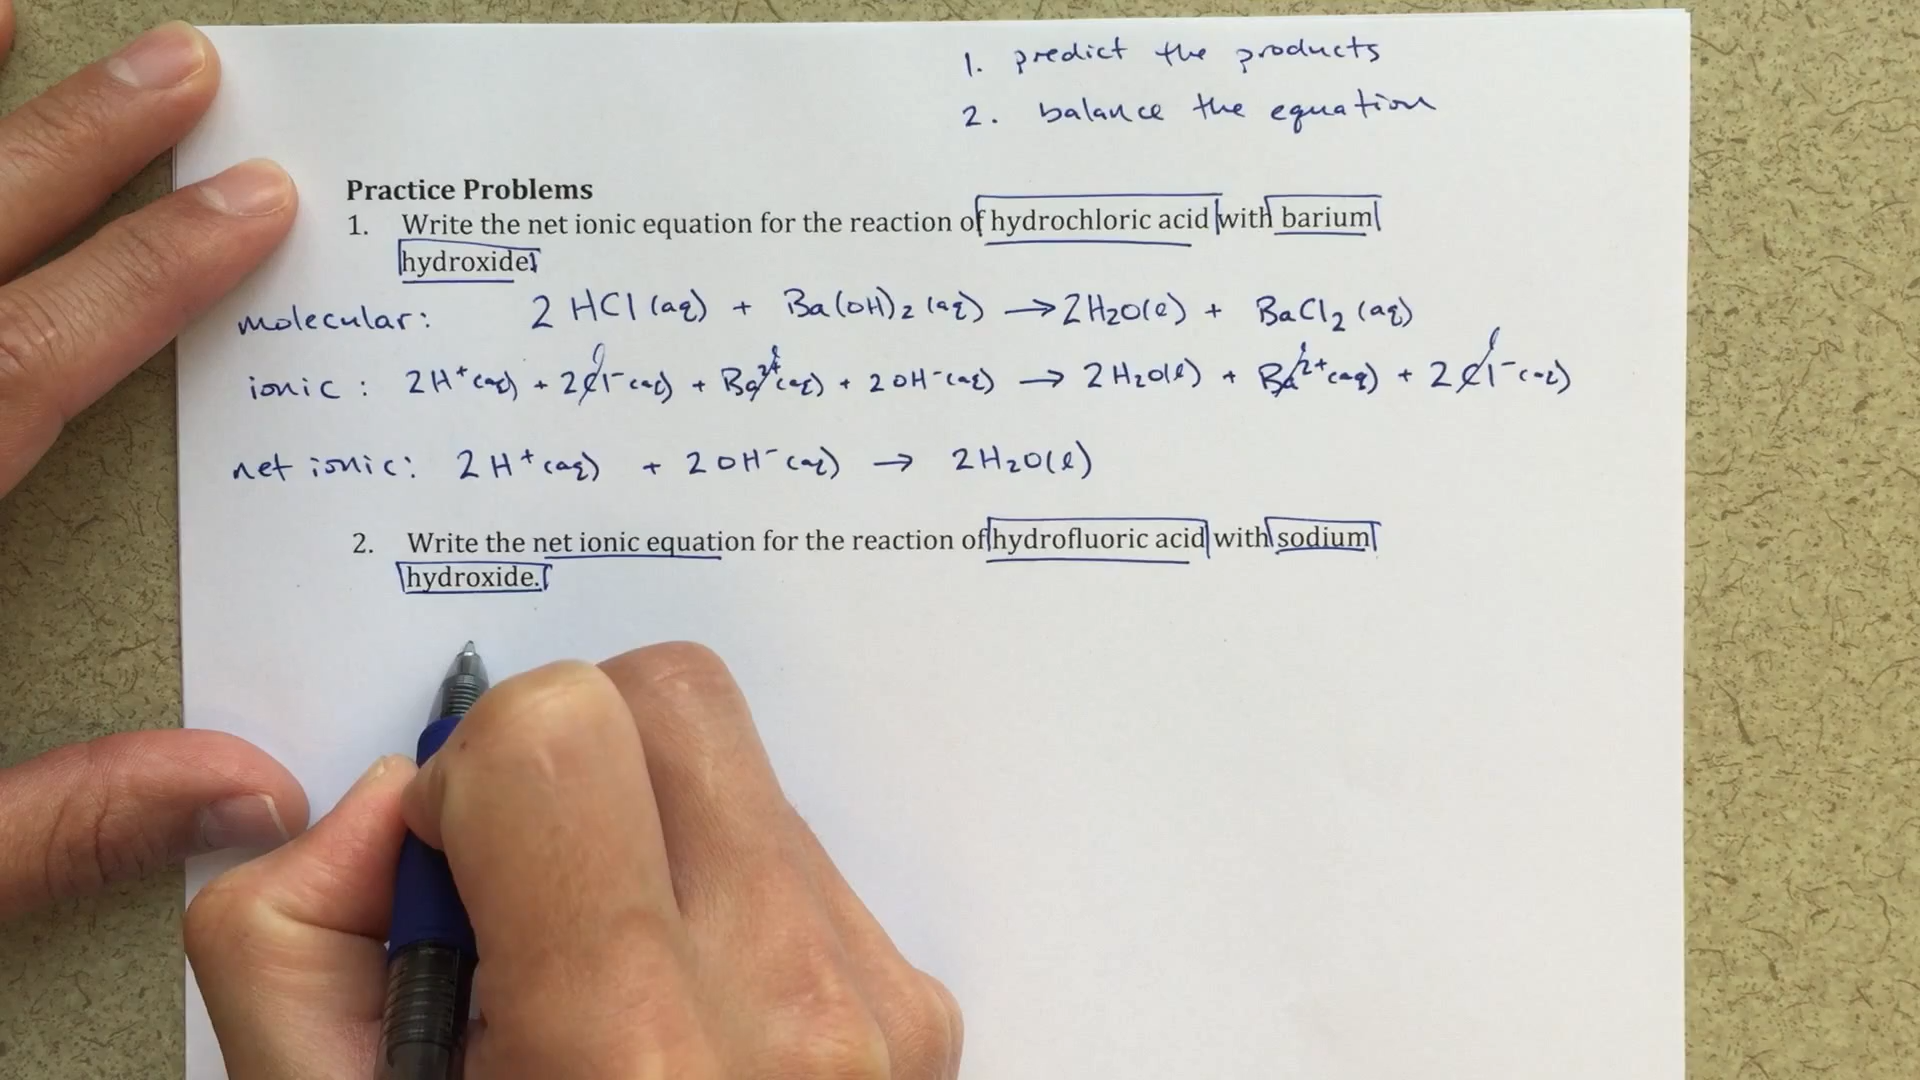 1. predict the products
2. balance the equation
Practice Problems
1. Write the net ionic equation for the reaction of hydrochloric acid with barium
hydroxide.
molecular: 2 HCl (aq) + Ba(OH)₂ (aq) → 2H₂O(l) + BaCl₂ (aq)
ionic: 2H⁺(aq) + 2Cl⁻(aq) + Ba²⁺(aq) + 2OH⁻(aq) → 2H₂O(l) + Ba²⁺(aq) + 2Cl⁻(aq)
net ionic: 2H⁺(aq) + 2OH⁻(aq) → 2H₂O(l)
2. Write the net ionic equation for the reaction of hydrofluoric acid with sodium
hydroxide.